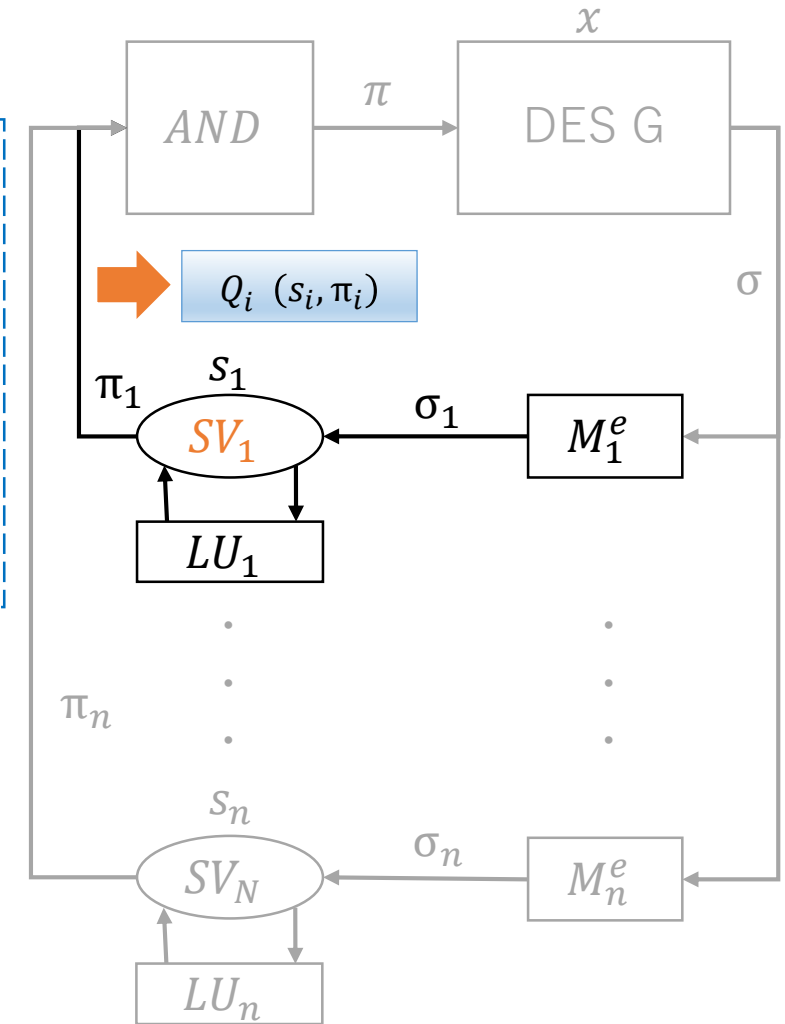 x
AND
π
DES G
σ
Q_i (s_i, π_i)
π_1
s_1
SV_1
σ_1
M_1^e
LU_1
π_n
s_n
SV_N
σ_n
M_n^e
LU_n